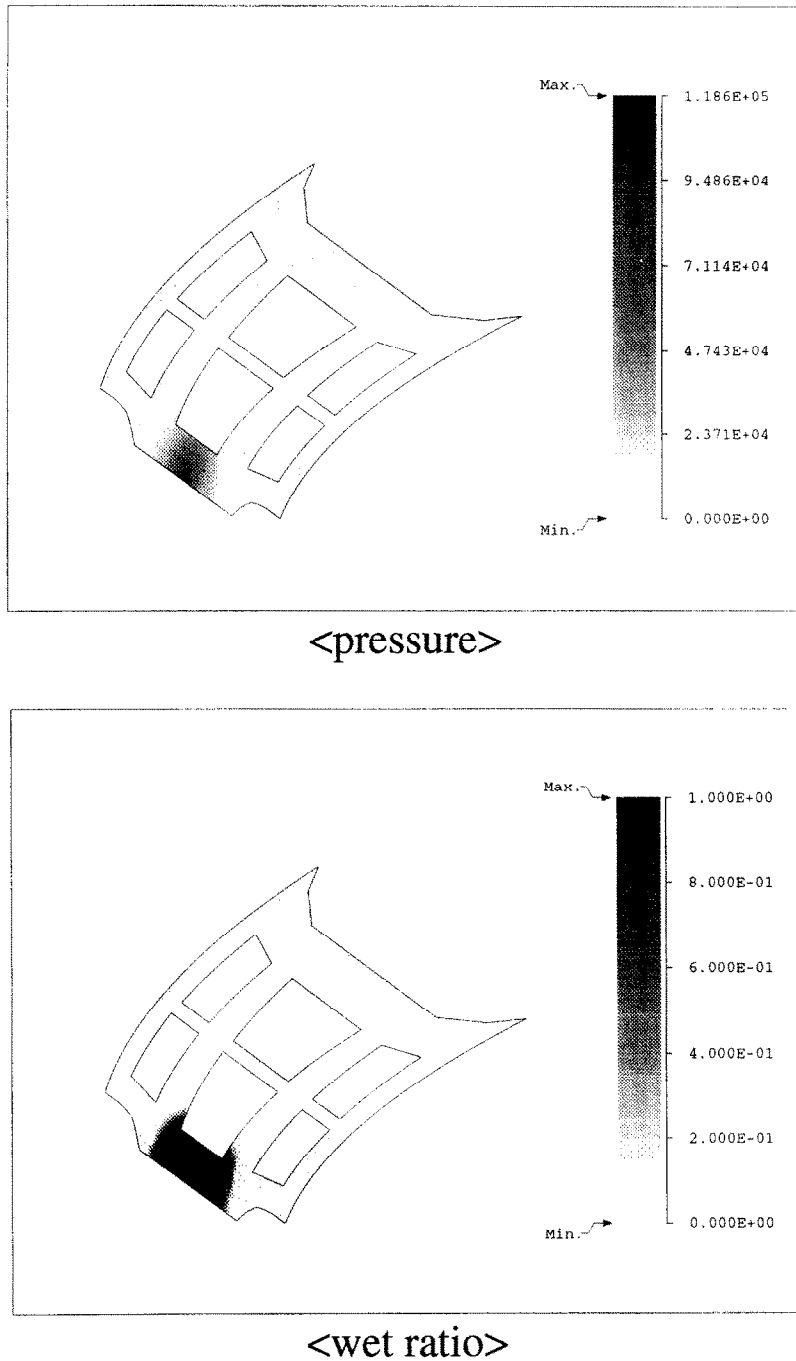 Max.
1.186E+05
9.486E+04
7.114E+04
4.743E+04
2.371E+04
Min.
0.000E+00
<pressure>
Max.
1.000E+00
8.000E-01
6.000E-01
4.000E-01
2.000E-01
Min.
0.000E+00
<wet ratio>